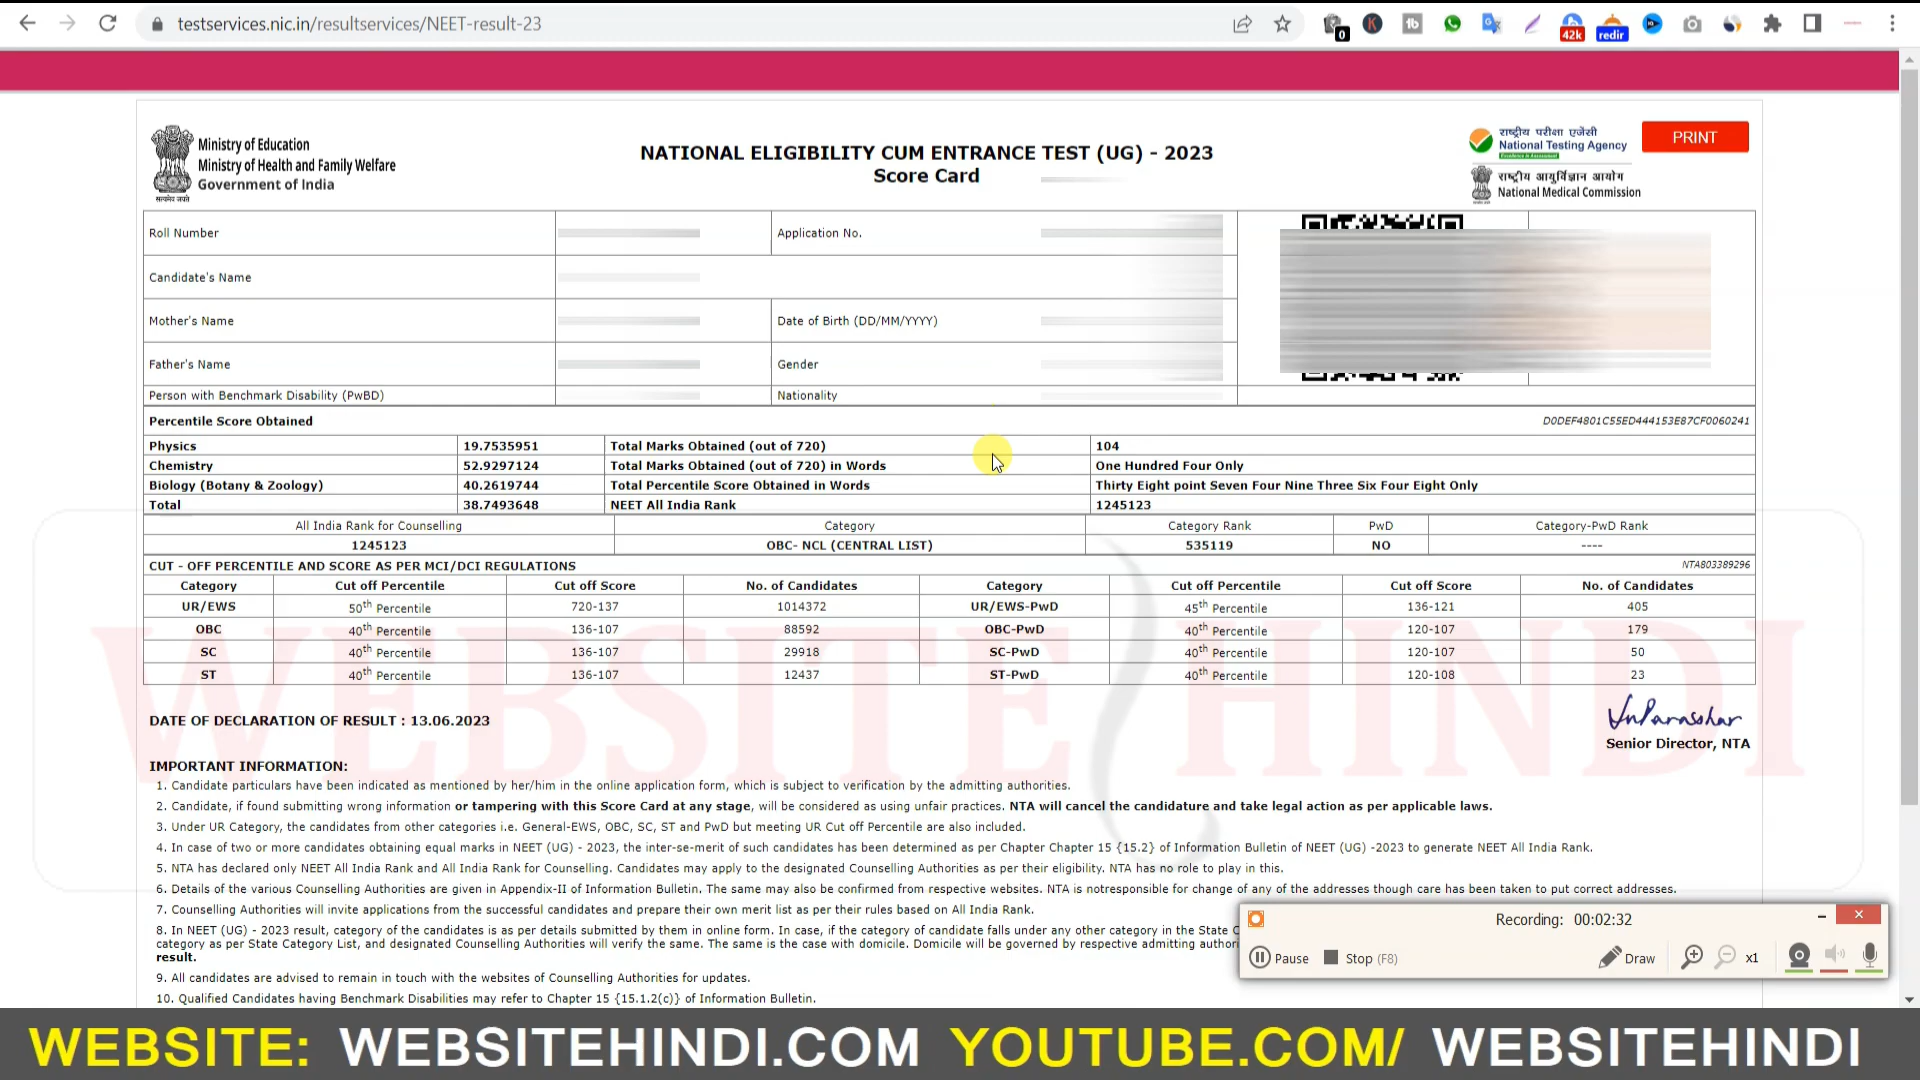 testservices.nic.in/resultservices/NEET-result-23
0
42k
redir
Ministry of Education
Ministry of Health and Family Welfare
Government of India
सत्यमेव जयते
NATIONAL ELIGIBILITY CUM ENTRANCE TEST (UG) - 2023
Score Card
राष्ट्रीय परीक्षा एजेंसी
National Testing Agency
Excellence in Assessment
राष्ट्रीय आयुर्विज्ञान आयोग
National Medical Commission
PRINT
Roll Number
Application No.
Candidate's Name
Mother's Name
Date of Birth (DD/MM/YYYY)
Father's Name
Gender
Person with Benchmark Disability (PwBD)
Nationality
Percentile Score Obtained
D0DEF4801C55ED444153E87CF0060241
Physics 19.7535951 Total Marks Obtained (out of 720) 104
Chemistry 52.9297124 Total Marks Obtained (out of 720) in Words One Hundred Four Only
Biology (Botany & Zoology) 40.2619744 Total Percentile Score Obtained in Words Thirty Eight point Seven Four Nine Three Six Four Eight Only
Total 38.7493648 NEET All India Rank 1245123
All India Rank for Counselling Category Category Rank PwD Category-PwD Rank
1245123 OBC- NCL (CENTRAL LIST) 535119 NO ----
CUT - OFF PERCENTILE AND SCORE AS PER MCI/DCI REGULATIONS
NTA803389296
Category Cut off Percentile Cut off Score No. of Candidates Category Cut off Percentile Cut off Score No. of Candidates
UR/EWS 50th Percentile 720-137 1014372 UR/EWS-PwD 45th Percentile 136-121 405
OBC 40th Percentile 136-107 88592 OBC-PwD 40th Percentile 120-107 179
SC 40th Percentile 136-107 29918 SC-PwD 40th Percentile 120-107 50
ST 40th Percentile 136-107 12437 ST-PwD 40th Percentile 120-108 23
DATE OF DECLARATION OF RESULT : 13.06.2023
Senior Director, NTA
WEBSITE HINDI
IMPORTANT INFORMATION:
1. Candidate particulars have been indicated as mentioned by her/him in the online application form, which is subject to verification by the admitting authorities.
2. Candidate, if found submitting wrong information or tampering with this Score Card at any stage, will be considered as using unfair practices. NTA will cancel the candidature and take legal action as per applicable laws.
3. Under UR Category, the candidates from other categories i.e. General-EWS, OBC, SC, ST and PwD but meeting UR Cut off Percentile are also included.
4. In case of two or more candidates obtaining equal marks in NEET (UG) - 2023, the inter-se-merit of such candidates has been determined as per Chapter Chapter 15 {15.2} of Information Bulletin of NEET (UG) -2023 to generate NEET All India Rank.
5. NTA has declared only NEET All India Rank and All India Rank for Counselling. Candidates may apply to the designated Counselling Authorities as per their eligibility. NTA has no role to play in this.
6. Details of the various Counselling Authorities are given in Appendix-II of Information Bulletin. The same may also be confirmed from respective websites. NTA is notresponsible for change of any of the addresses though care has been taken to put correct addresses.
7. Counselling Authorities will invite applications from the successful candidates and prepare their own merit list as per their rules based on All India Rank.
8. In NEET (UG) - 2023 result, category of the candidates is as per details submitted by them in online form. In case, if the category of candidate falls under any other category in the State
category as per State Category List, and designated Counselling Authorities will verify the same. The same is the case with domicile. Domicile will be governed by respective admitting
result.
9. All candidates are advised to remain in touch with the websites of Counselling Authorities for updates.
10. Qualified Candidates having Benchmark Disabilities may refer to Chapter 15 {15.1.2(c)} of Information Bulletin.
Recording: 00:02:32
Pause Stop (F8) Draw x1
WEBSITE: WEBSITEHINDI.COM YOUTUBE.COM/ WEBSITEHINDI